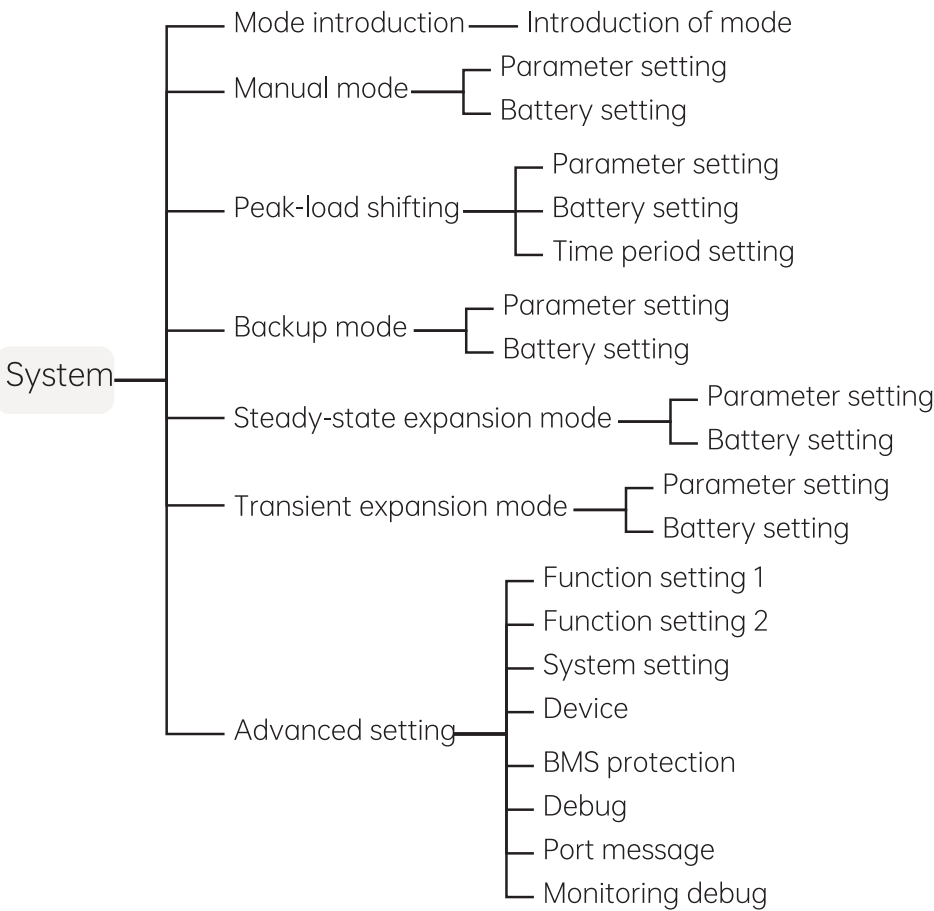 System
Mode introduction
Introduction of mode
Manual mode
Parameter setting
Battery setting
Peak-load shifting
Parameter setting
Battery setting
Time period setting
Backup mode
Parameter setting
Battery setting
Steady-state expansion mode
Parameter setting
Battery setting
Transient expansion mode
Parameter setting
Battery setting
Advanced setting
Function setting 1
Function setting 2
System setting
Device
BMS protection
Debug
Port message
Monitoring debug